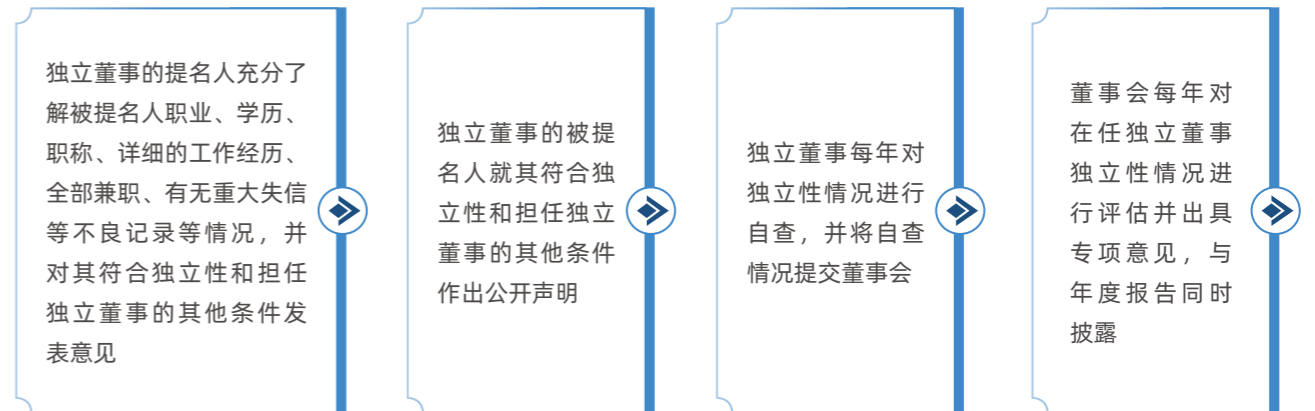 独立董事的提名人充分了
解被提名人职业、学历、
职称、详细的工作经历、
全部兼职、有无重大失信
等不良记录等情况，并
对其符合独立性和担任
独立董事的其他条件发
表意见
独立董事的被提
名人就其符合独
立性和担任独立
董事的其他条件
作出公开声明
独立董事每年对
独立性情况进行
自查，并将自查
情况提交董事会
董事会每年对
在任独立董事
独立性情况进
行评估并出具
专项意见，与
年度报告同时
披露